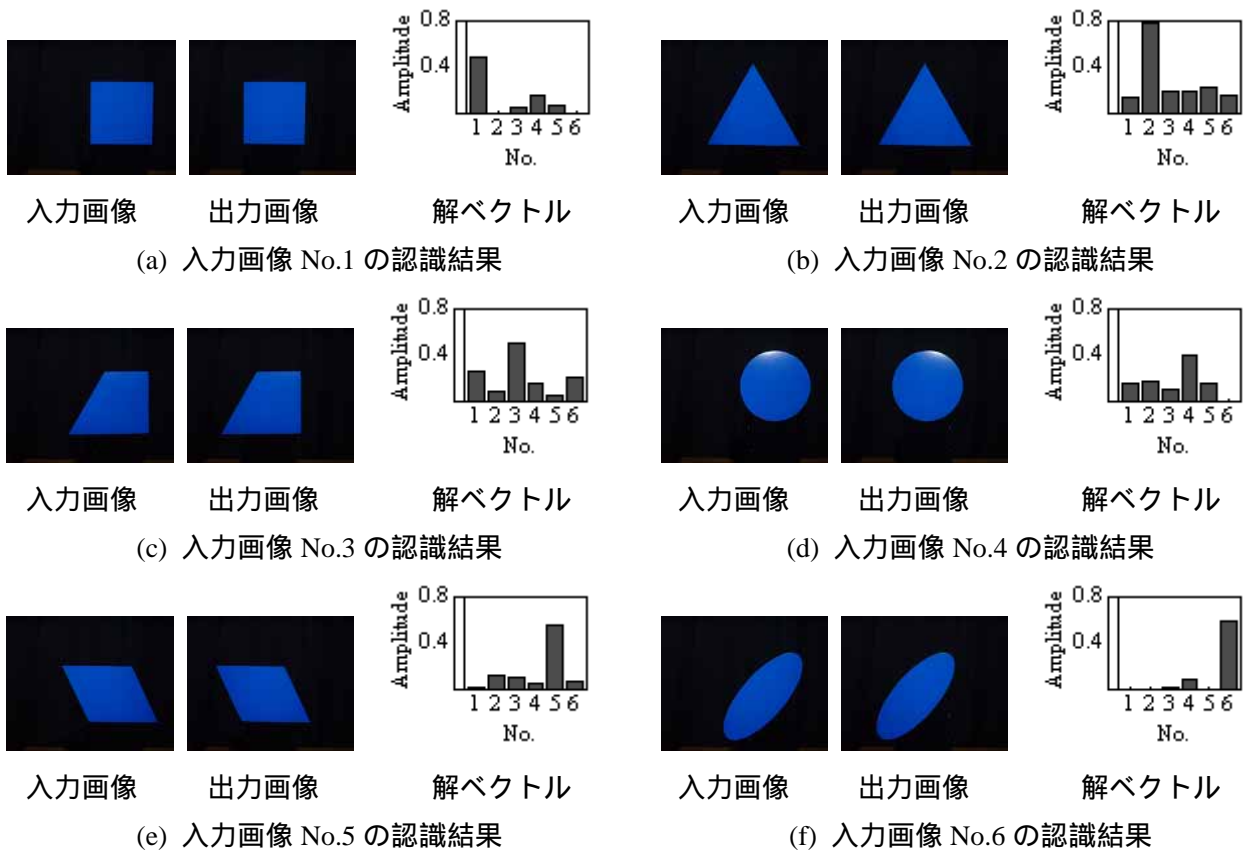 Amplitude
0.8
0.4
1 2 3 4 5 6
No.
入力画像
出力画像
解ベクトル
(a) 入力画像 No.1 の認識結果
Amplitude
0.8
0.4
1 2 3 4 5 6
No.
入力画像
出力画像
解ベクトル
(b) 入力画像 No.2 の認識結果
Amplitude
0.8
0.4
1 2 3 4 5 6
No.
入力画像
出力画像
解ベクトル
(c) 入力画像 No.3 の認識結果
Amplitude
0.8
0.4
1 2 3 4 5 6
No.
入力画像
出力画像
解ベクトル
(d) 入力画像 No.4 の認識結果
Amplitude
0.8
0.4
1 2 3 4 5 6
No.
入力画像
出力画像
解ベクトル
(e) 入力画像 No.5 の認識結果
Amplitude
0.8
0.4
1 2 3 4 5 6
No.
入力画像
出力画像
解ベクトル
(f) 入力画像 No.6 の認識結果